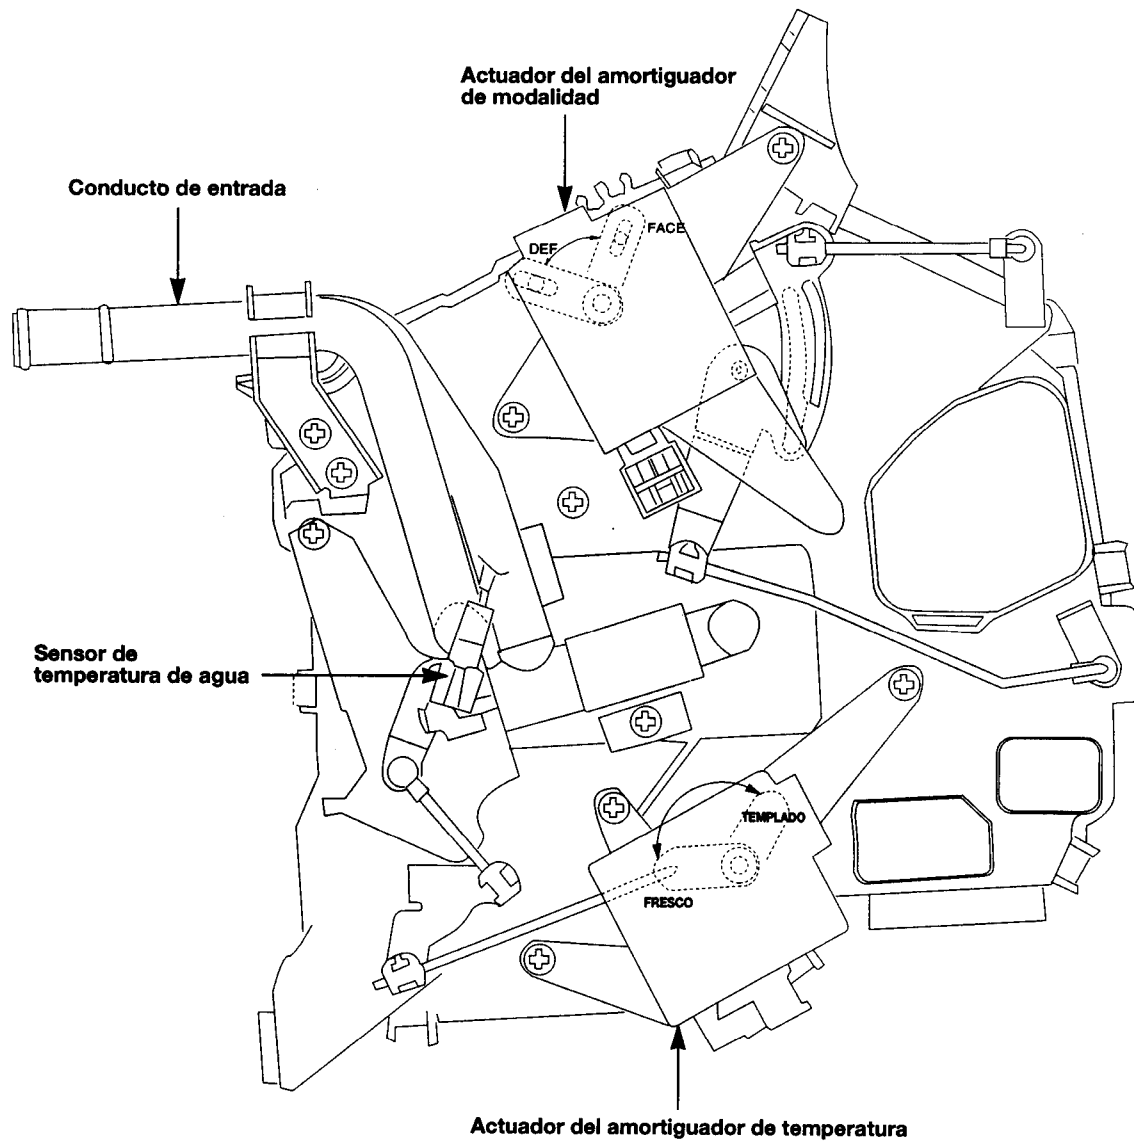 Actuador del amortiguador
de modalidad
Conducto de entrada
FACE
DEF
Sensor de
temperatura de agua
TEMPLADO
FRESCO
Actuador del amortiguador de temperatura